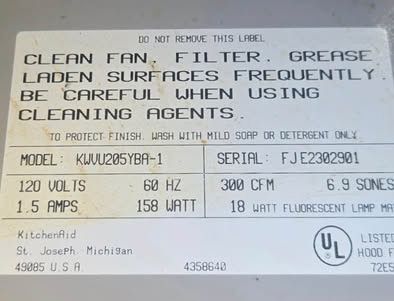 DO NOT REMOVE THIS LABEL
CLEAN FAN, FILTER, GREASE
LADEN SURFACES FREQUENTLY.
BE CAREFUL WHEN USING
CLEANING AGENTS.
TO PROTECT FINISH, WASH WITH MILD SOAP OR DETERGENT ONLY.
MODEL: KWVU205YBA-1 SERIAL: FJE2302901
120 VOLTS 60 HZ 300 CFM 6.9 SONES
1.5 AMPS 158 WATT 18 WATT FLUORESCENT LAMP
KitchenAid
St. Joseph Michigan
49085 U.S.A. 4358640
UL
LISTED
HOOD
72E5